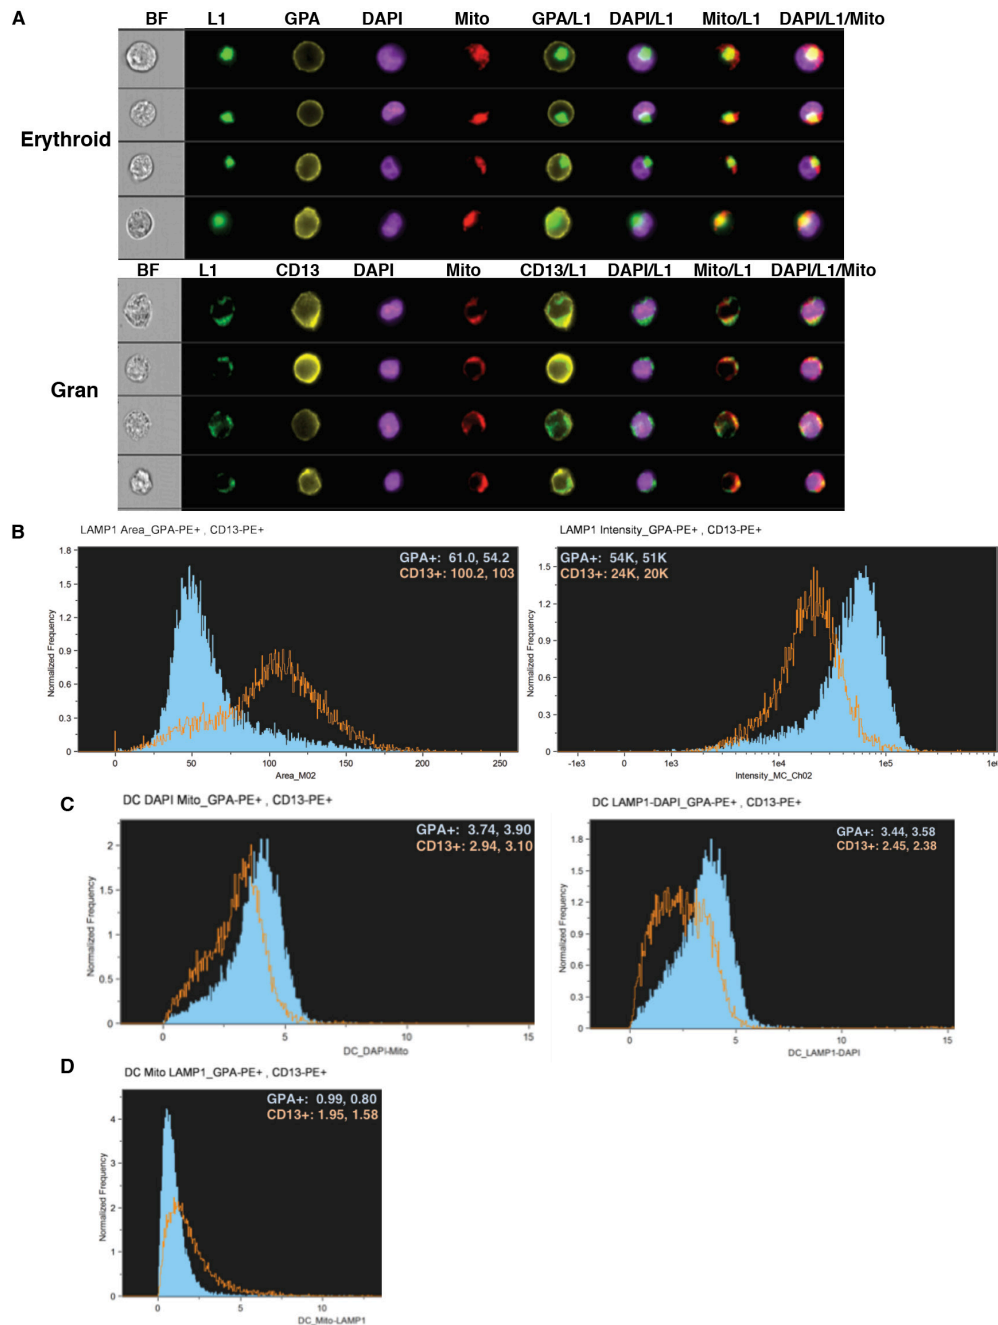 A
BF L1 GPA DAPI Mito GPA/L1 DAPI/L1 Mito/L1 DAPI/L1/Mito
Erythroid
BF L1 CD13 DAPI Mito CD13/L1 DAPI/L1 Mito/L1 DAPI/L1/Mito
Gran
B
LAMP1 Area_GPA-PE+ , CD13-PE+
GPA+: 61.0, 54.2
CD13+: 100.2, 103
Normalized Frequency
1.8
1.5
1.2
0.9
0.6
0.3
0
0 50 100 150 200 250
Area_M02
LAMP1 Intensity_GPA-PE+ , CD13-PE+
GPA+: 54K, 51K
CD13+: 24K, 20K
Normalized Frequency
1.5
1.2
0.9
0.6
0.3
0
-1e3 0 1e3 1e4 1e5 1e6
Intensity_MC_Ch02
C
DC DAPI Mito_GPA-PE+ , CD13-PE+
GPA+: 3.74, 3.90
CD13+: 2.94, 3.10
Normalized Frequency
2
1.5
1
0.5
0
0 5 10 15
DC_DAPI-Mito
DC LAMP1-DAPI_GPA-PE+ , CD13-PE+
GPA+: 3.44, 3.58
CD13+: 2.45, 2.38
Normalized Frequency
1.8
1.5
1.2
0.9
0.6
0.3
0
0 5 10 15
DC_LAMP1-DAPI
D
DC Mito LAMP1_GPA-PE+ , CD13-PE+
GPA+: 0.99, 0.80
CD13+: 1.95, 1.58
Normalized Frequency
4
3
2
1
0
0 5 10
DC_Mito-LAMP1